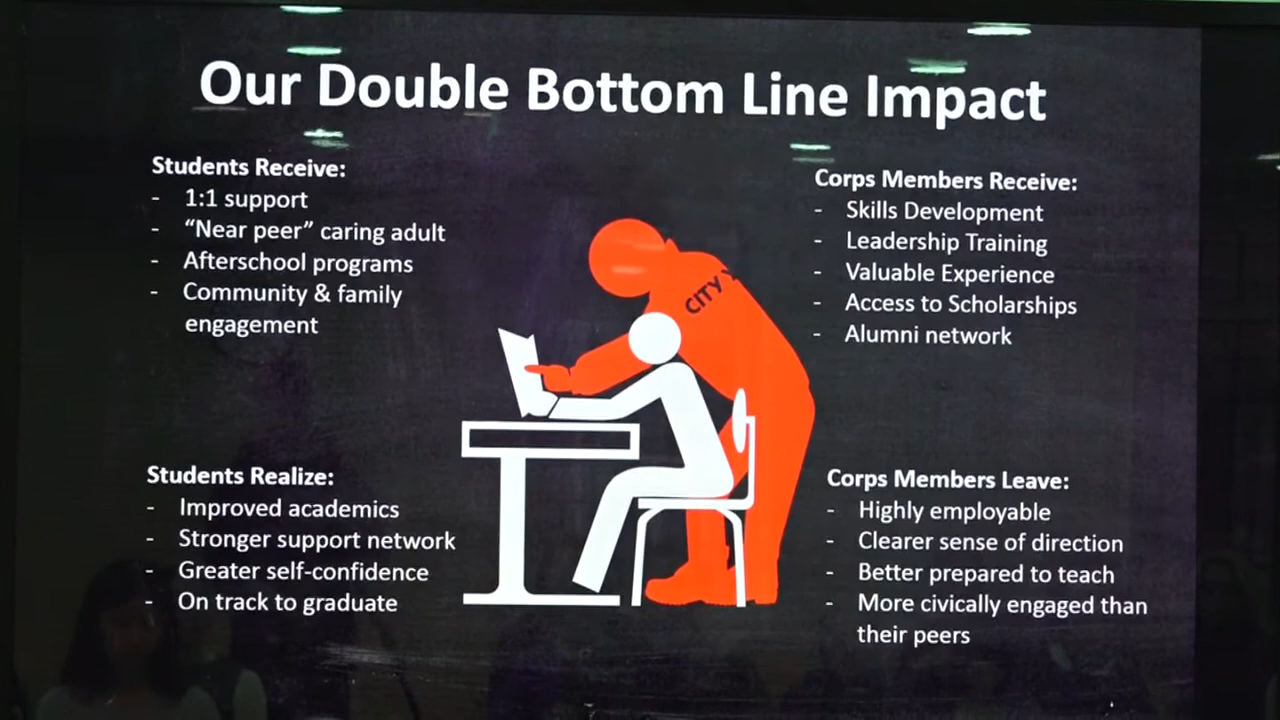 Our Double Bottom Line Impact
Students Receive:
- 1:1 support
- “Near peer” caring adult
- Afterschool programs
- Community & family
engagement
Corps Members Receive:
- Skills Development
- Leadership Training
- Valuable Experience
- Access to Scholarships
- Alumni network
CITY
Students Realize:
- Improved academics
- Stronger support network
- Greater self-confidence
- On track to graduate
Corps Members Leave:
- Highly employable
- Clearer sense of direction
- Better prepared to teach
- More civically engaged than
their peers